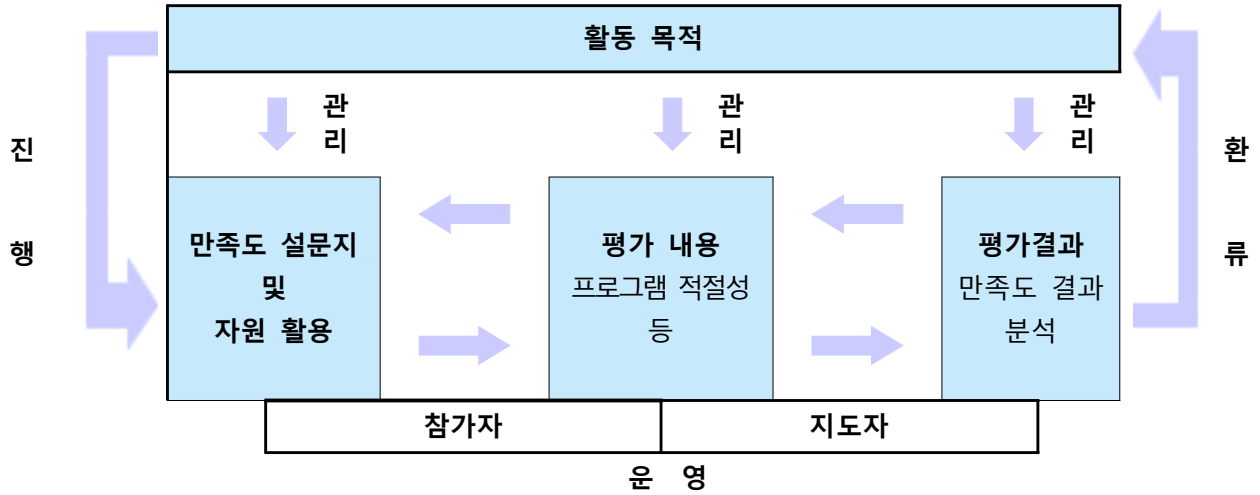 활동 목적
관리
관리
관리
진행
환류
만족도 설문지
및
자원 활용
평가 내용
프로그램 적절성
등
평가결과
만족도 결과
분석
참가자
지도자
운 영